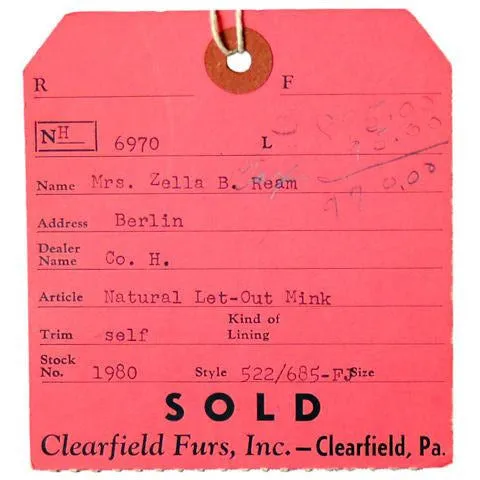 R F
NH 6970 L
Name Mrs. Zella B. Ream
Address Berlin
Dealer
Name Co. H.
Article Natural Let-Out Mink
Kind of
Trim self Lining
Stock
No. 1980 Style 522/685-FJ Size
SOLD
Clearfield Furs, Inc. — Clearfield, Pa.